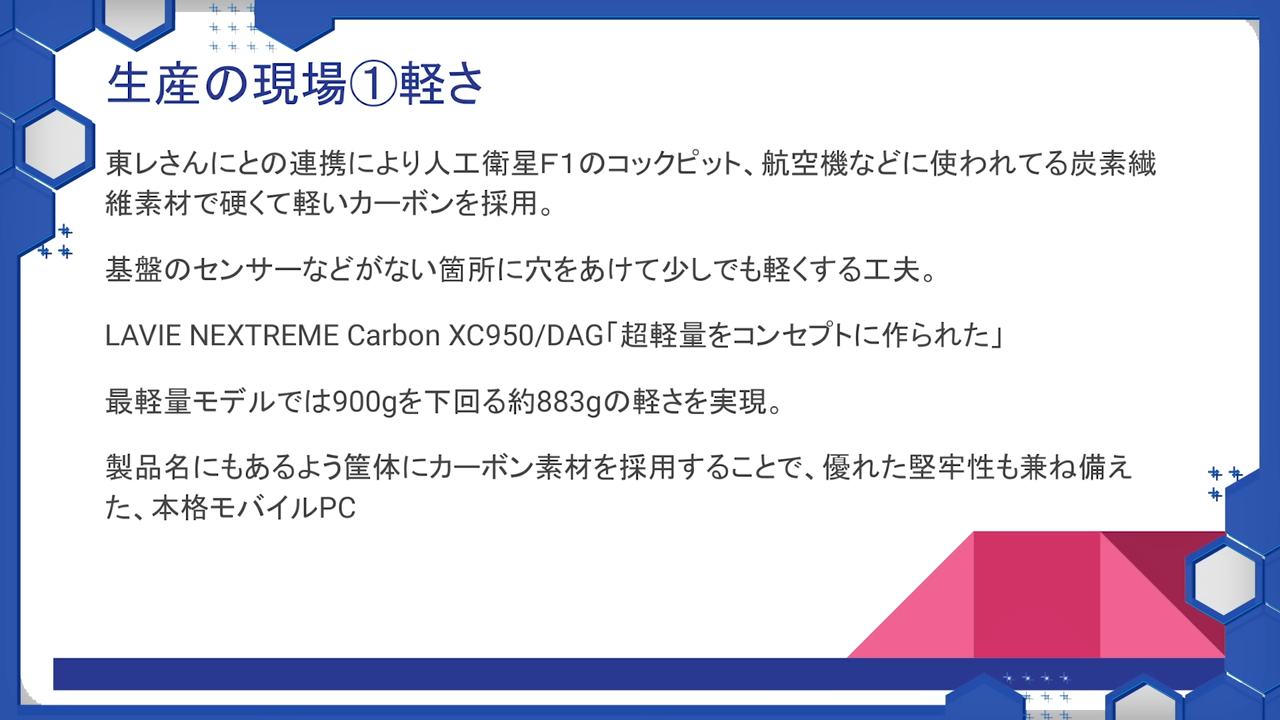 生産の現場①軽さ
東レさんにとの連携により人工衛星F１のコックピット、航空機などに使われてる炭素繊
維素材で硬くて軽いカーボンを採用。
基盤のセンサーなどがない箇所に穴をあけて少しでも軽くする工夫。
LAVIE NEXTREME Carbon XC950/DAG「超軽量をコンセプトに作られた」
最軽量モデルでは900gを下回る約883gの軽さを実現。
製品名にもあるよう筐体にカーボン素材を採用することで、優れた堅牢性も兼ね備え
た、本格モバイルPC